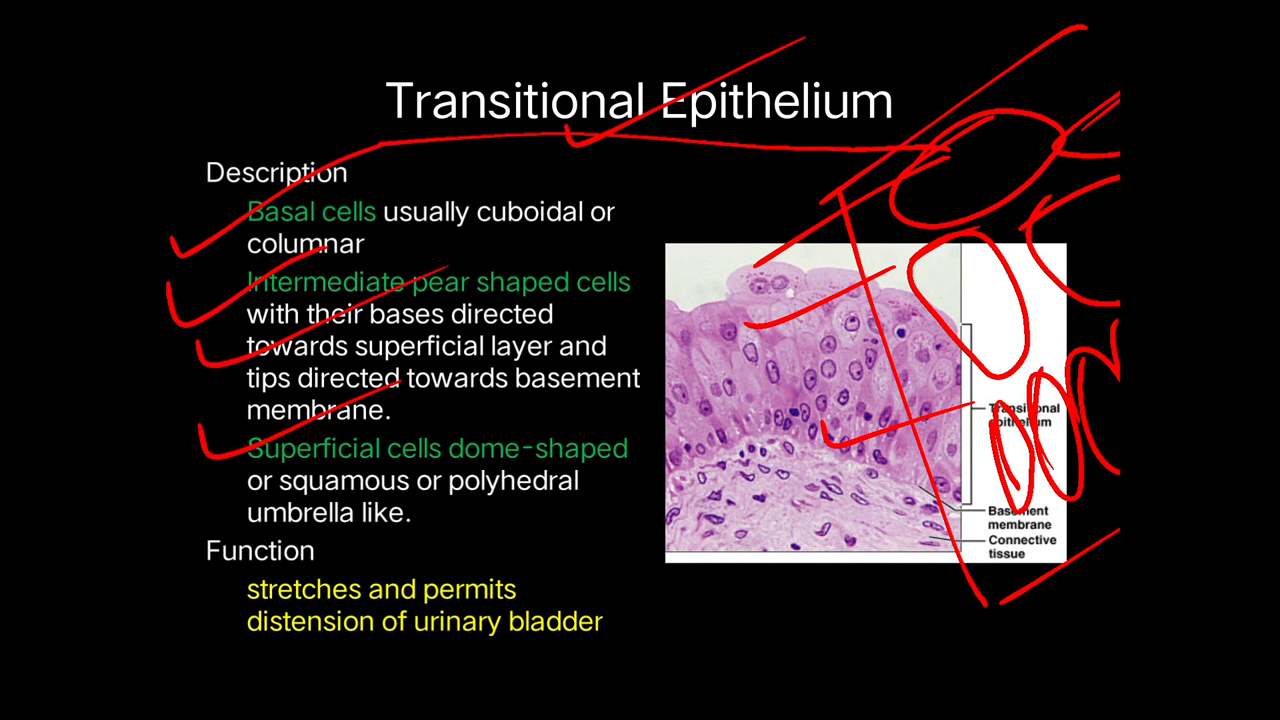 Transitional Epithelium
Description
Basal cells usually cuboidal or
columnar
Intermediate pear shaped cells
with their bases directed
towards superficial layer and
tips directed towards basement
membrane.
Superficial cells dome-shaped
or squamous or polyhedral
umbrella like.
Function
stretches and permits
distension of urinary bladder
Transitional
epithelium
Basement
membrane
Connective
tissue